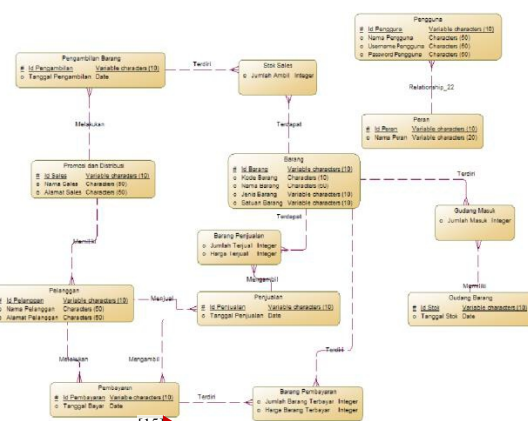 Pengguna
# Id Pengguna Variable characters (10)
o Nama Pengguna Characters (50)
o Username Pengguna Characters (50)
o Password Pengguna Characters (50)
Pengambilan Barang
# Id Pengambilan Variable characters (10)
o Tanggal Pengambilan Date
Terdiri
Stok Sales
o Jumlah Ambil Integer
Relationship_22
Melakukan
Terdapat
Peran
# Id Peran Variable characters (10)
o Nama Peran Variable characters (20)
Promosi dan Distribusi
# Id Sales Variable characters (10)
o Nama Sales Characters (50)
o Alamat Sales Characters (50)
Barang
# Id Barang Variable characters (10)
o Kode Barang Characters (10)
o Nama Barang Characters (50)
o Jenis Barang Variable characters (10)
o Satuan Barang Variable characters (10)
Terdiri
Gudang Masuk
o Jumlah Masuk Integer
Terdapat
Memiliki
Barang Penjualan
o Jumlah Terjual Integer
o Harga Terjual Integer
Mengambil
Memiliki
Pelanggan
# Id Pelanggan Variable characters (10)
o Nama Pelanggan Characters (50)
o Alamat Pelanggan Characters (50)
Menjual
Penjualan
# Id Penjualan Variable characters (10)
o Tanggal Penjualan Date
Gudang Barang
# Id Stok Variable characters (10)
o Tanggal Stok Date
Melakukan
Mengambil
Terdiri
Pembayaran
# Id Pembayaran Variable characters (10)
o Tanggal Bayar Date
Terdiri
Barang Pembayaran
o Jumlah Barang Terbayar Integer
o Harga Barang Terbayar Integer